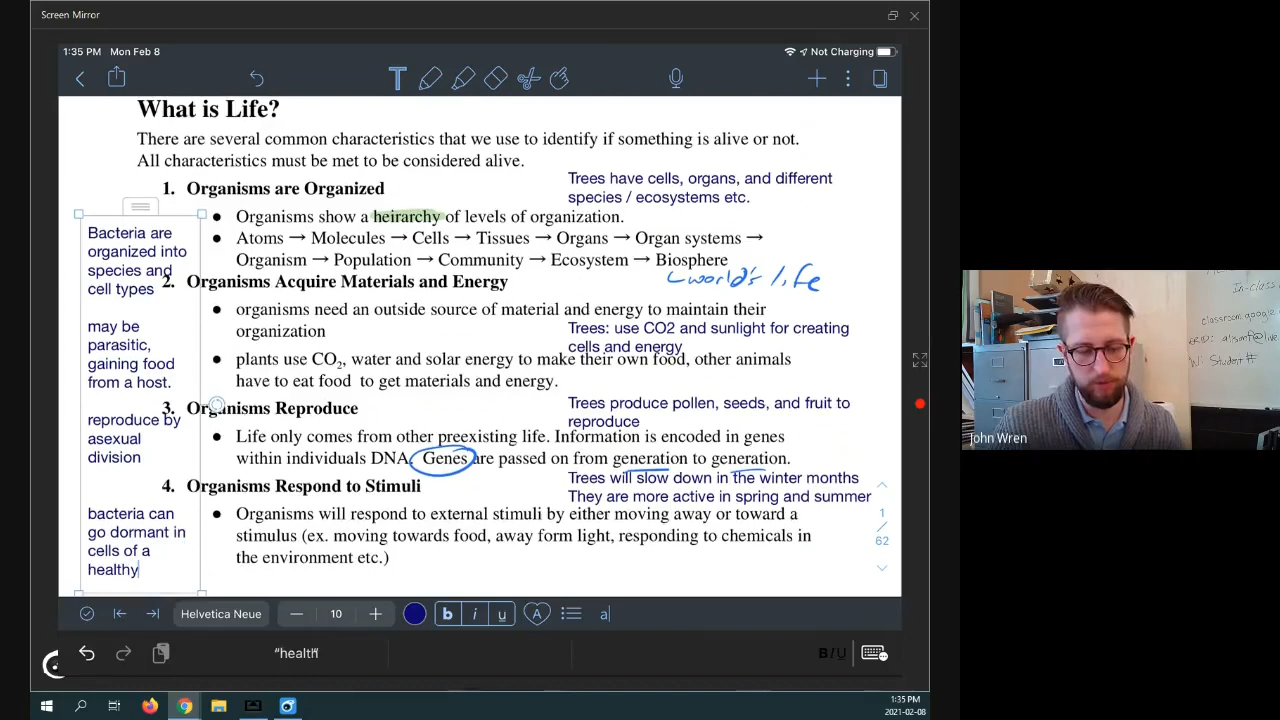 Screen Mirror
1:35 PM Mon Feb 8
Not Charging
T
What is Life?
There are several common characteristics that we use to identify if something is alive or not.
All characteristics must be met to be considered alive.
Trees have cells, organs, and different
species / ecosystems etc.
1. Organisms are Organized
● Organisms show a heirarchy of levels of organization.
● Atoms → Molecules → Cells → Tissues → Organs → Organ systems →
Organism → Population → Community → Ecosystem → Biosphere
world's life
Bacteria are
organized into
species and
cell types
may be
parasitic,
gaining food
from a host.
reproduce by
asexual
division
bacteria can
go dormant in
cells of a
healthy
2. Organisms Acquire Materials and Energy
● organisms need an outside source of material and energy to maintain their
organization
Trees: use CO2 and sunlight for creating
cells and energy
● plants use CO₂, water and solar energy to make their own food, other animals
have to eat food to get materials and energy.
3. Organisms Reproduce
Trees produce pollen, seeds, and fruit to
reproduce
● Life only comes from other preexisting life. Information is encoded in genes
within individuals DNA. Genes are passed on from generation to generation.
4. Organisms Respond to Stimuli
Trees will slow down in the winter months
They are more active in spring and summer
● Organisms will respond to external stimuli by either moving away or toward a
stimulus (ex. moving towards food, away form light, responding to chemicals in
the environment etc.)
1
/
62
Helvetica Neue
10
b i u
A
a
"health"
B I U
1:35 PM
2021-02-08
In-class
classroom.google
"W" Student #
John Wren